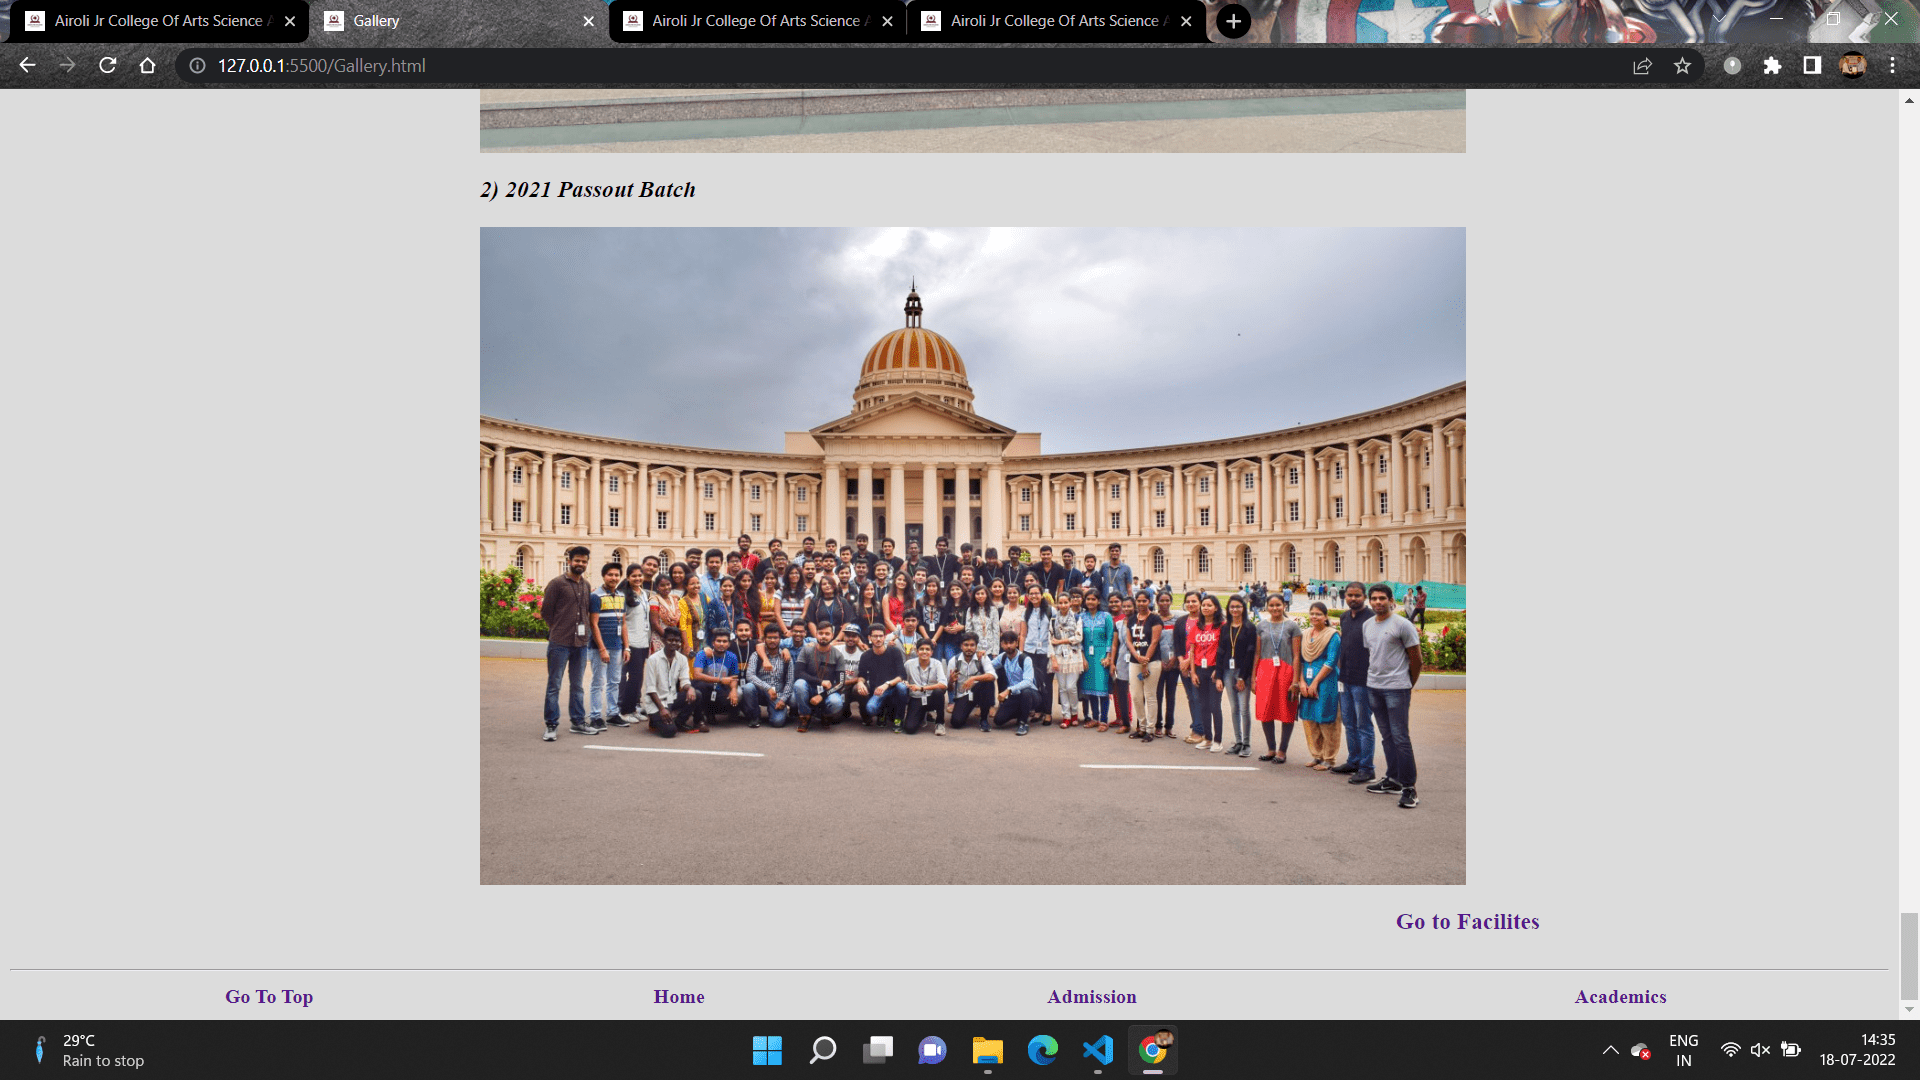 Airoli Jr College Of Arts Science
Gallery
Airoli Jr College Of Arts Science
Airoli Jr College Of Arts Science
127.0.0.1:5500/Gallery.html
2) 2021 Passout Batch
COOL
Go to Facilites
Go To Top Home Admission Academics
29°C
Rain to stop
ENG
IN
14:35
18-07-2022